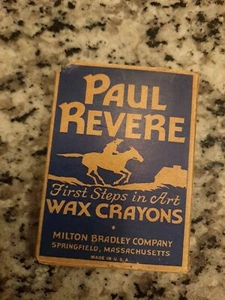 PAUL
REVERE
First Steps in Art
WAX CRAYONS
MILTON BRADLEY COMPANY
SPRINGFIELD, MASSACHUSETTS
MADE IN U.S.A.